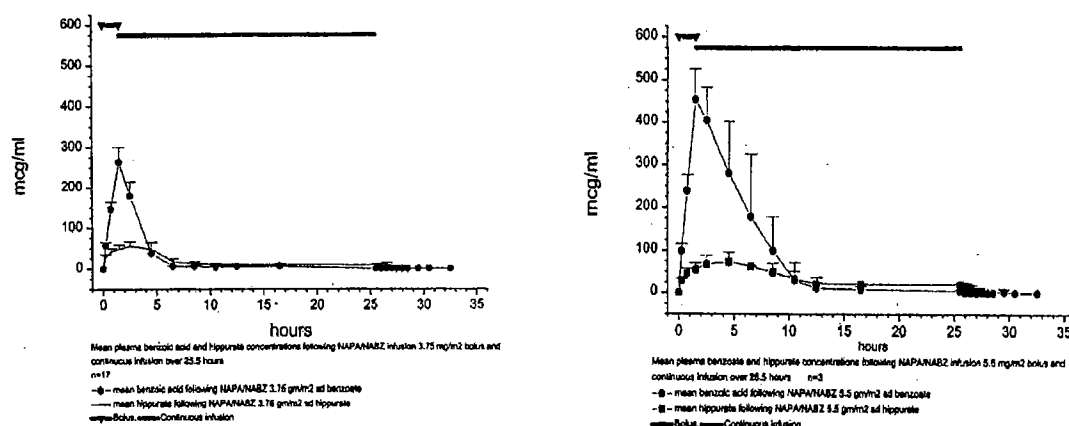 600
500
400
300
200
100
0
mcg/ml
0 5 10 15 20 25 30 35
hours
Mean plasma benzoic acid and hippurate concentrations following NAPA/NABZ infusion 3.75 mg/m2 bolus and
continuous infusion over 25.5 hours
n=17
mean benzoic acid following NAPA/NABZ 3.75 gm/m2 sd benzoate
mean hippurate following NAPA/NABZ 3.75 gm/m2 sd hippurate
Bolus Continuous infusion
600
500
400
300
200
100
0
mcg/ml
0 5 10 15 20 25 30 35
hours
Mean plasma benzoate and hippurate concentrations following NAPA/NABZ infusion 5.5 mg/m2 bolus and
continuous infusion over 25.5 hours n=3
mean benzoic acid following NAPA/NABZ 5.5 gm/m2 sd benzoate
mean hippurate following NAPA/NABZ 5.5 gm/m2 sd hippurate
Bolus Continuous infusion